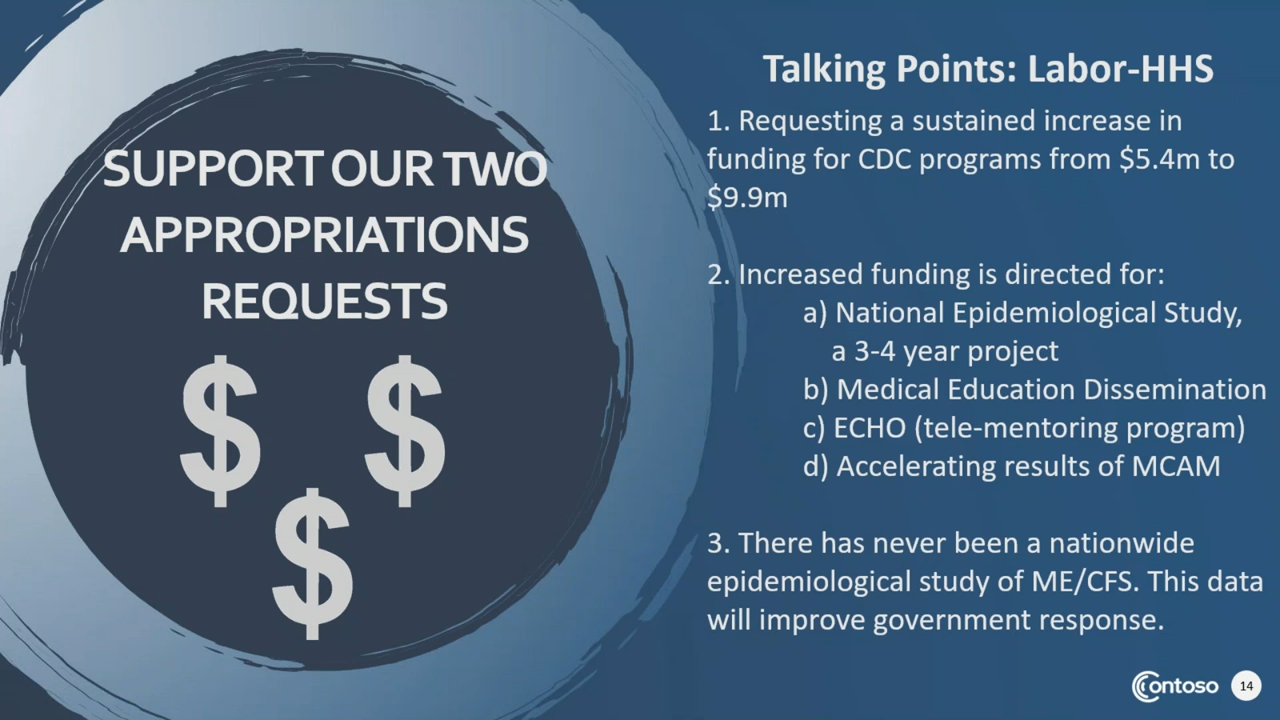 SUPPORT OUR TWO
APPROPRIATIONS
REQUESTS
$ $
$
Talking Points: Labor-HHS
1. Requesting a sustained increase in
funding for CDC programs from $5.4m to
$9.9m
2. Increased funding is directed for:
a) National Epidemiological Study,
a 3-4 year project
b) Medical Education Dissemination
c) ECHO (tele-mentoring program)
d) Accelerating results of MCAM
3. There has never been a nationwide
epidemiological study of ME/CFS. This data
will improve government response.
Contoso 14